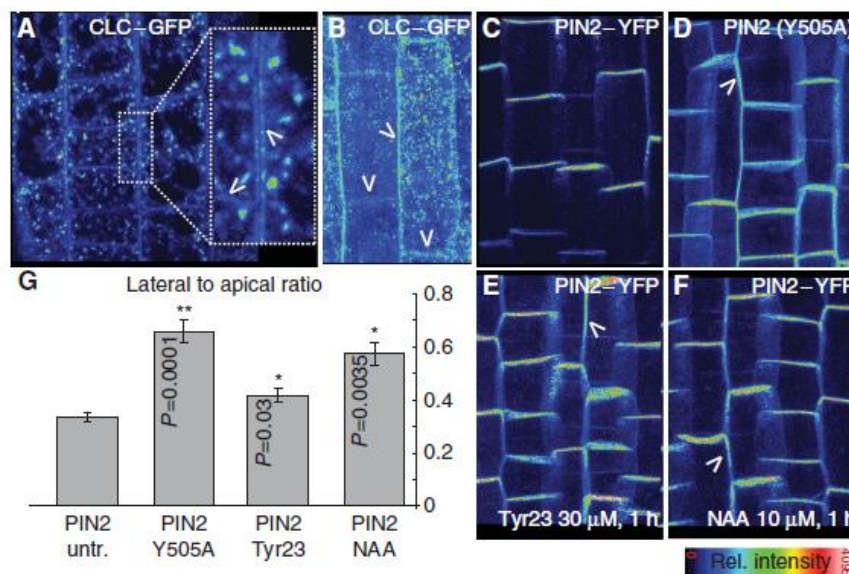 A CLC–GFP
B CLC–GFP
C PIN2–YFP
D PIN2 (Y505A)
G Lateral to apical ratio
0.8
0.6
0.4
0.2
0
**
*
*
P=0.0001
P=0.03
P=0.0035
PIN2 untr.
PIN2 Y505A
PIN2 Tyr23
PIN2 NAA
E PIN2–YFP
Tyr23 30 μM, 1 h
F PIN2–YFP
NAA 10 μM, 1 h
0 Rel. intensity 4095